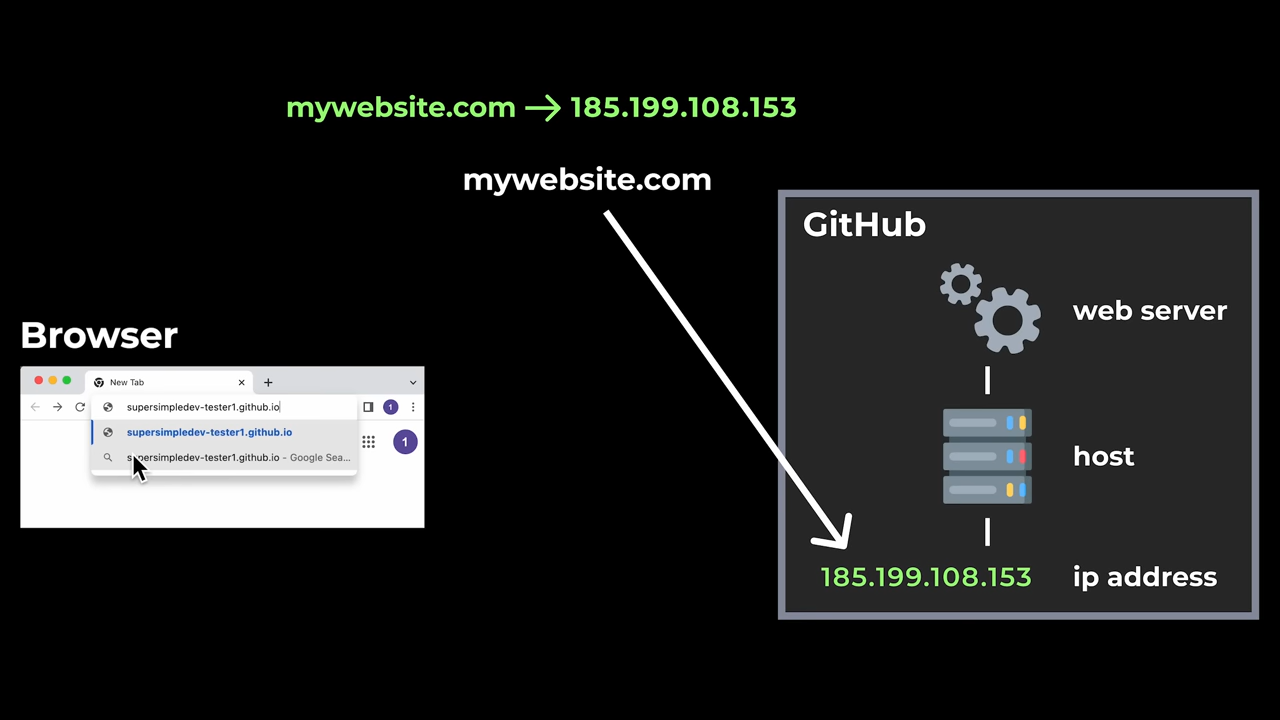 mywebsite.com → 185.199.108.153
mywebsite.com
GitHub
web server
host
185.199.108.153 ip address
Browser
New Tab
supersimpledev-tester1.github.io
1
supersimpledev-tester1.github.io
1
supersimpledev-tester1.github.io - Google Sea...